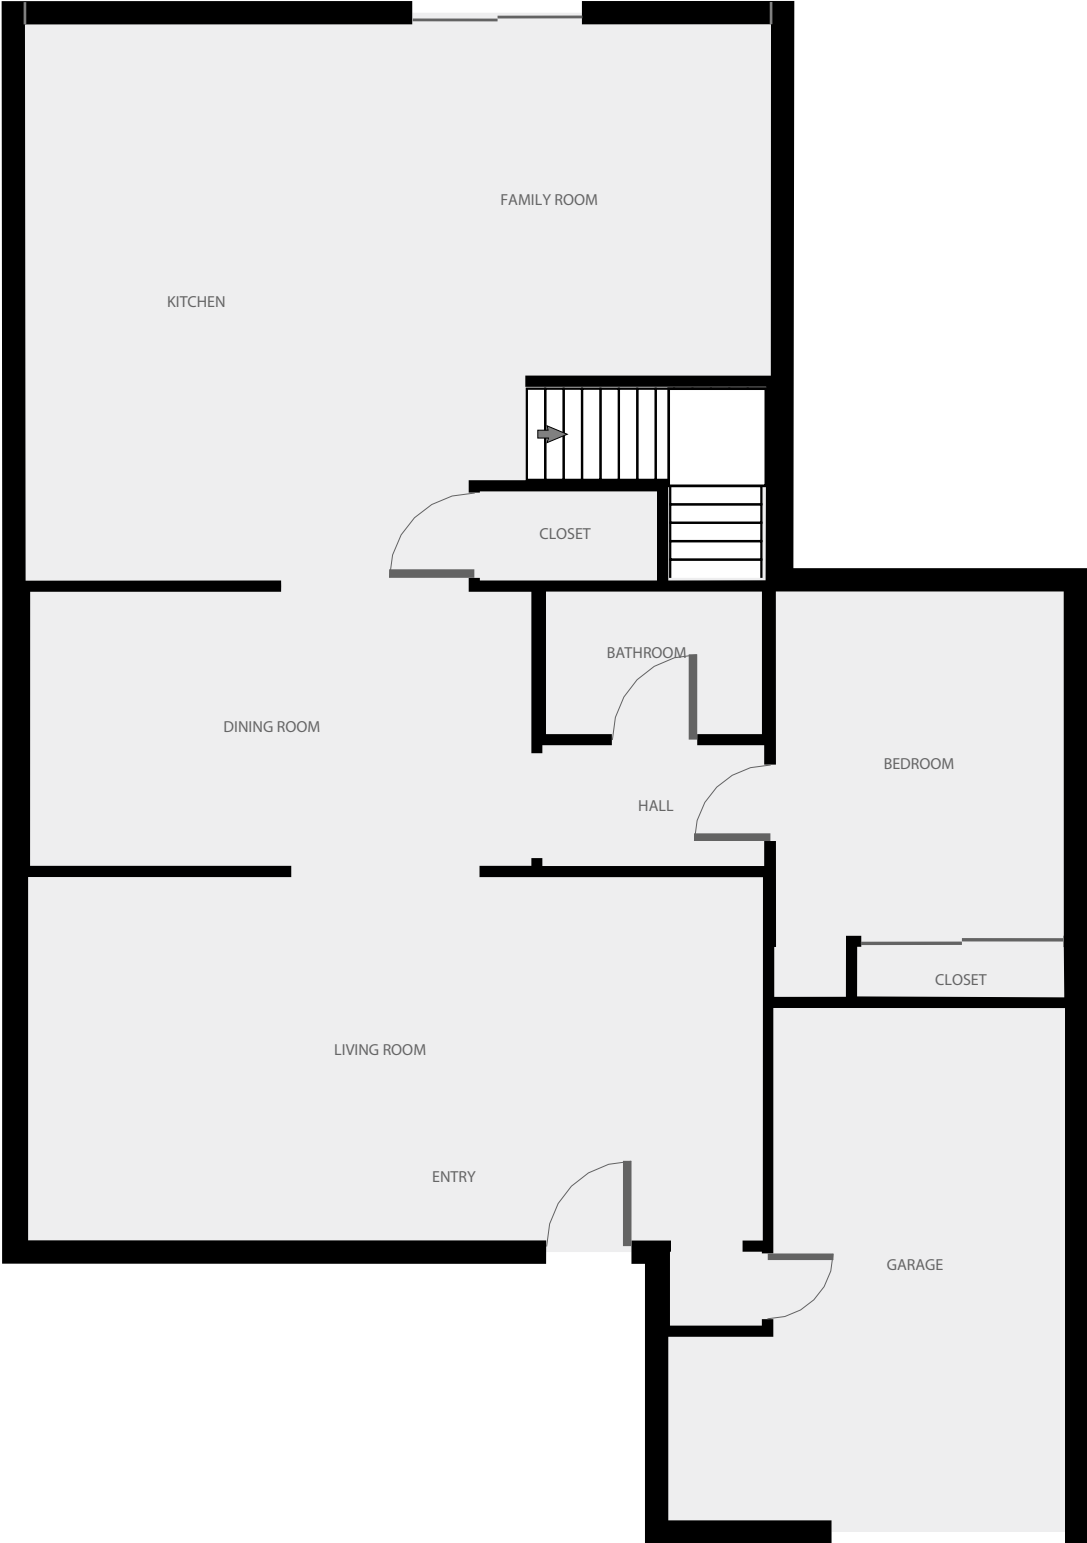 FAMILY ROOM
KITCHEN
CLOSET
BATHROOM
DINING ROOM
BEDROOM
HALL
CLOSET
LIVING ROOM
ENTRY
GARAGE